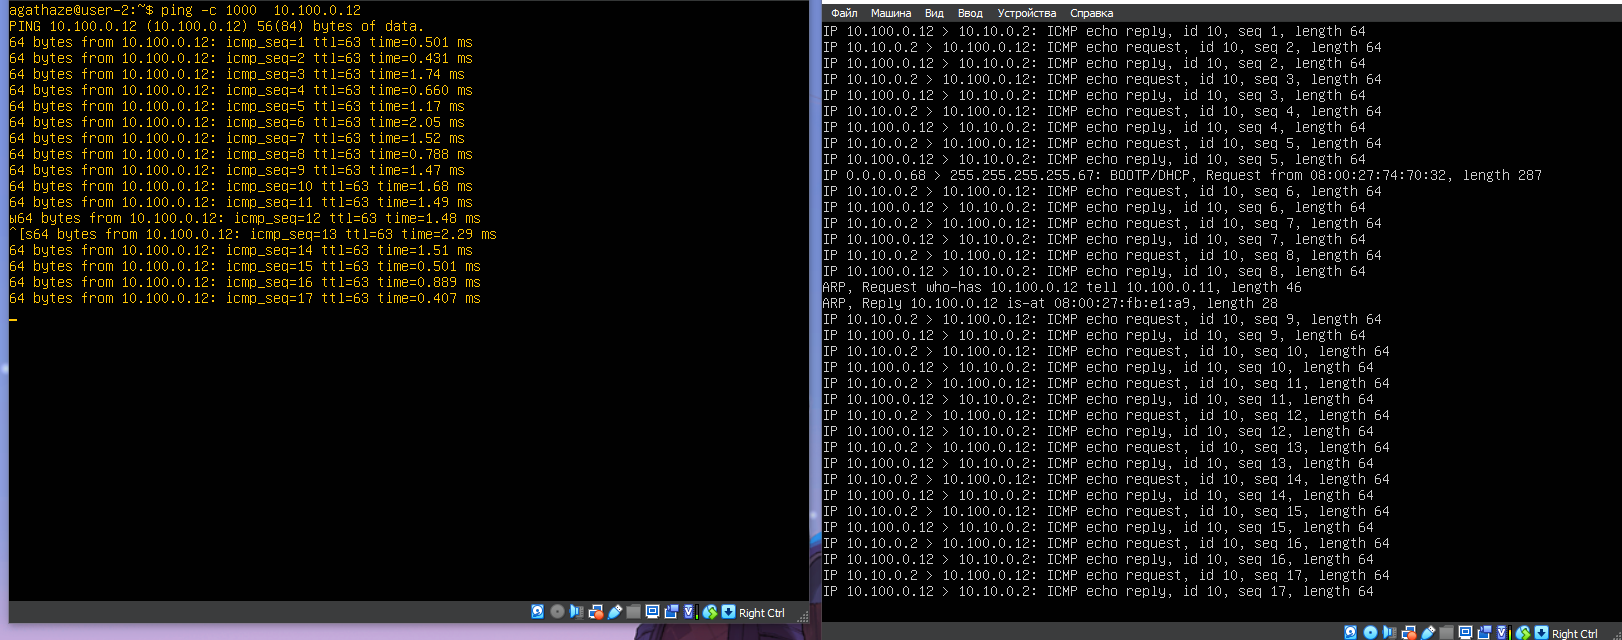 agathaze@user-2:~$ ping -c 1000  10.100.0.12
PING 10.100.0.12 (10.100.0.12) 56(84) bytes of data.
64 bytes from 10.100.0.12: icmp_seq=1 ttl=63 time=0.501 ms
64 bytes from 10.100.0.12: icmp_seq=2 ttl=63 time=0.431 ms
64 bytes from 10.100.0.12: icmp_seq=3 ttl=63 time=1.74 ms
64 bytes from 10.100.0.12: icmp_seq=4 ttl=63 time=0.660 ms
64 bytes from 10.100.0.12: icmp_seq=5 ttl=63 time=1.17 ms
64 bytes from 10.100.0.12: icmp_seq=6 ttl=63 time=2.05 ms
64 bytes from 10.100.0.12: icmp_seq=7 ttl=63 time=1.52 ms
64 bytes from 10.100.0.12: icmp_seq=8 ttl=63 time=0.788 ms
64 bytes from 10.100.0.12: icmp_seq=9 ttl=63 time=1.47 ms
64 bytes from 10.100.0.12: icmp_seq=10 ttl=63 time=1.68 ms
64 bytes from 10.100.0.12: icmp_seq=11 ttl=63 time=1.49 ms
ы64 bytes from 10.100.0.12: icmp_seq=12 ttl=63 time=1.48 ms
^[s64 bytes from 10.100.0.12: icmp_seq=13 ttl=63 time=2.29 ms
64 bytes from 10.100.0.12: icmp_seq=14 ttl=63 time=1.51 ms
64 bytes from 10.100.0.12: icmp_seq=15 ttl=63 time=0.501 ms
64 bytes from 10.100.0.12: icmp_seq=16 ttl=63 time=0.889 ms
64 bytes from 10.100.0.12: icmp_seq=17 ttl=63 time=0.407 ms
Right Ctrl
Файл Машина Вид Ввод Устройства Справка
IP 10.100.0.12 > 10.10.0.2: ICMP echo reply, id 10, seq 1, length 64
IP 10.10.0.2 > 10.100.0.12: ICMP echo request, id 10, seq 2, length 64
IP 10.100.0.12 > 10.10.0.2: ICMP echo reply, id 10, seq 2, length 64
IP 10.10.0.2 > 10.100.0.12: ICMP echo request, id 10, seq 3, length 64
IP 10.100.0.12 > 10.10.0.2: ICMP echo reply, id 10, seq 3, length 64
IP 10.10.0.2 > 10.100.0.12: ICMP echo request, id 10, seq 4, length 64
IP 10.100.0.12 > 10.10.0.2: ICMP echo reply, id 10, seq 4, length 64
IP 10.10.0.2 > 10.100.0.12: ICMP echo request, id 10, seq 5, length 64
IP 10.100.0.12 > 10.10.0.2: ICMP echo reply, id 10, seq 5, length 64
IP 0.0.0.0.68 > 255.255.255.255.67: BOOTP/DHCP, Request from 08:00:27:74:70:32, length 287
IP 10.10.0.2 > 10.100.0.12: ICMP echo request, id 10, seq 6, length 64
IP 10.100.0.12 > 10.10.0.2: ICMP echo reply, id 10, seq 6, length 64
IP 10.10.0.2 > 10.100.0.12: ICMP echo request, id 10, seq 7, length 64
IP 10.100.0.12 > 10.10.0.2: ICMP echo reply, id 10, seq 7, length 64
IP 10.10.0.2 > 10.100.0.12: ICMP echo request, id 10, seq 8, length 64
IP 10.100.0.12 > 10.10.0.2: ICMP echo reply, id 10, seq 8, length 64
ARP, Request who-has 10.100.0.12 tell 10.100.0.11, length 46
ARP, Reply 10.100.0.12 is-at 08:00:27:fb:e1:a9, length 28
IP 10.10.0.2 > 10.100.0.12: ICMP echo request, id 10, seq 9, length 64
IP 10.100.0.12 > 10.10.0.2: ICMP echo reply, id 10, seq 9, length 64
IP 10.10.0.2 > 10.100.0.12: ICMP echo request, id 10, seq 10, length 64
IP 10.100.0.12 > 10.10.0.2: ICMP echo reply, id 10, seq 10, length 64
IP 10.10.0.2 > 10.100.0.12: ICMP echo request, id 10, seq 11, length 64
IP 10.100.0.12 > 10.10.0.2: ICMP echo reply, id 10, seq 11, length 64
IP 10.10.0.2 > 10.100.0.12: ICMP echo request, id 10, seq 12, length 64
IP 10.100.0.12 > 10.10.0.2: ICMP echo reply, id 10, seq 12, length 64
IP 10.10.0.2 > 10.100.0.12: ICMP echo request, id 10, seq 13, length 64
IP 10.100.0.12 > 10.10.0.2: ICMP echo reply, id 10, seq 13, length 64
IP 10.10.0.2 > 10.100.0.12: ICMP echo request, id 10, seq 14, length 64
IP 10.100.0.12 > 10.10.0.2: ICMP echo reply, id 10, seq 14, length 64
IP 10.10.0.2 > 10.100.0.12: ICMP echo request, id 10, seq 15, length 64
IP 10.100.0.12 > 10.10.0.2: ICMP echo reply, id 10, seq 15, length 64
IP 10.10.0.2 > 10.100.0.12: ICMP echo request, id 10, seq 16, length 64
IP 10.100.0.12 > 10.10.0.2: ICMP echo reply, id 10, seq 16, length 64
IP 10.10.0.2 > 10.100.0.12: ICMP echo request, id 10, seq 17, length 64
IP 10.100.0.12 > 10.10.0.2: ICMP echo reply, id 10, seq 17, length 64
Right Ctrl